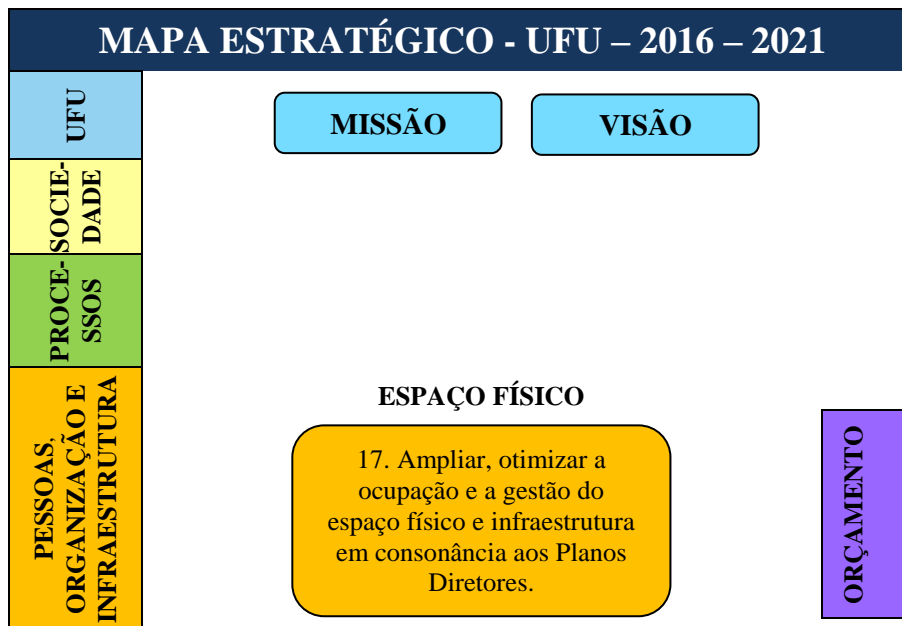 MAPA ESTRATÉGICO - UFU – 2016 – 2021
UFU
MISSÃO
VISÃO
SOCIE-
DADE
PROCE-
SSOS
PESSOAS,
ORGANIZAÇÃO E
INFRAESTRUTURA
ESPAÇO FÍSICO
17. Ampliar, otimizar a
ocupação e a gestão do
espaço físico e infraestrutura
em consonância aos Planos
Diretores.
ORÇAMENTO